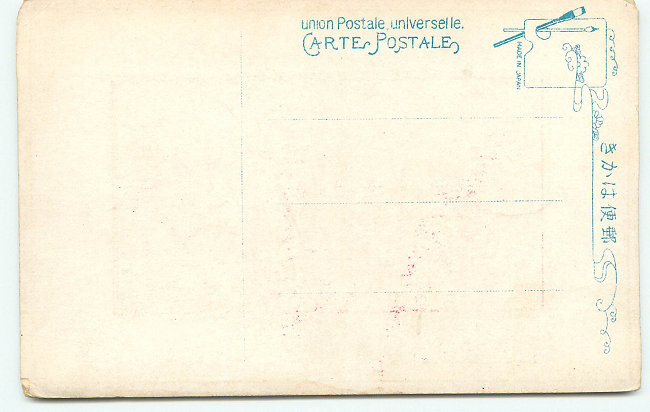 union Postale universelle.
CARTE POSTALE
MADE IN JAPAN
きかは便郵